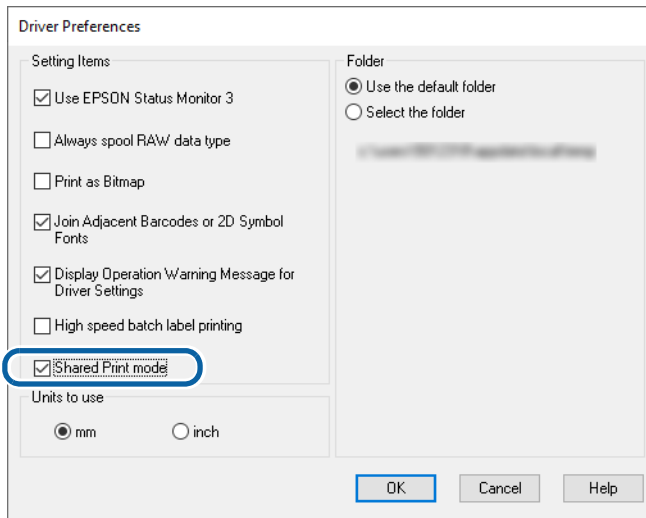 Driver Preferences
Setting Items
Use EPSON Status Monitor 3
Always spool RAW data type
Print as Bitmap
Join Adjacent Barcodes or 2D Symbol
Fonts
Display Operation Warning Message for
Driver Settings
High speed batch label printing
Shared Print mode
Units to use
mm
inch
Folder
Use the default folder
Select the folder
OK
Cancel
Help